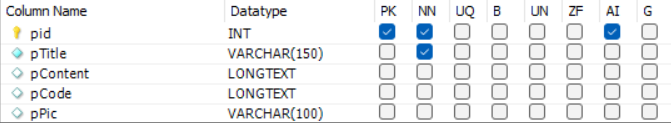 Column Name Datatype PK NN UQ B UN ZF AI G
pid INT
pTitle VARCHAR(150)
pContent LONGTEXT
pCode LONGTEXT
pPic VARCHAR(100)